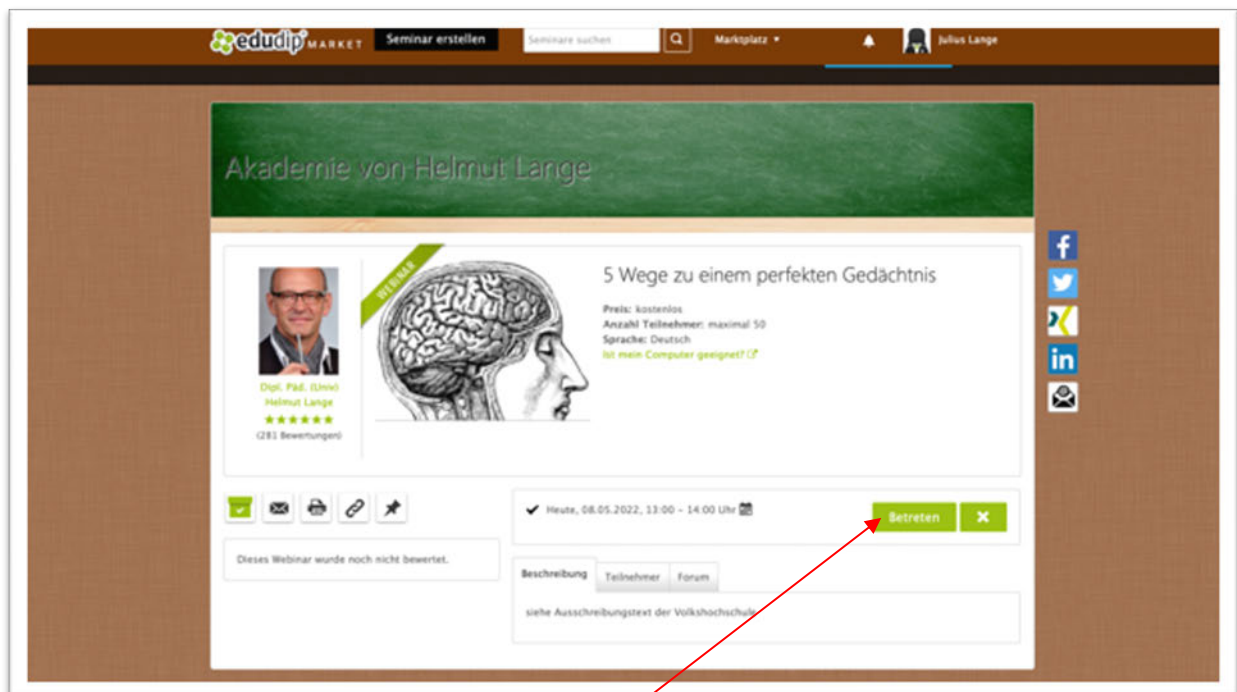 edudip MARKET
Seminar erstellen
Seminare suchen
Marktplatz
Julius Lange
Akademie von Helmut Lange
WEBINAR
Dipl. Päd. (Univ)
Helmut Lange
(281 Bewertungen)
5 Wege zu einem perfekten Gedächtnis
Preis: kostenlos
Anzahl Teilnehmer: maximal 50
Sprache: Deutsch
Ist mein Computer geeignet?
f
in
Dieses Webinar wurde noch nicht bewertet.
Heute, 08.05.2022, 13:00 - 14:00 Uhr
Betreten
Beschreibung Teilnehmer Forum
siehe Ausschreibungstext der Volkshochschule